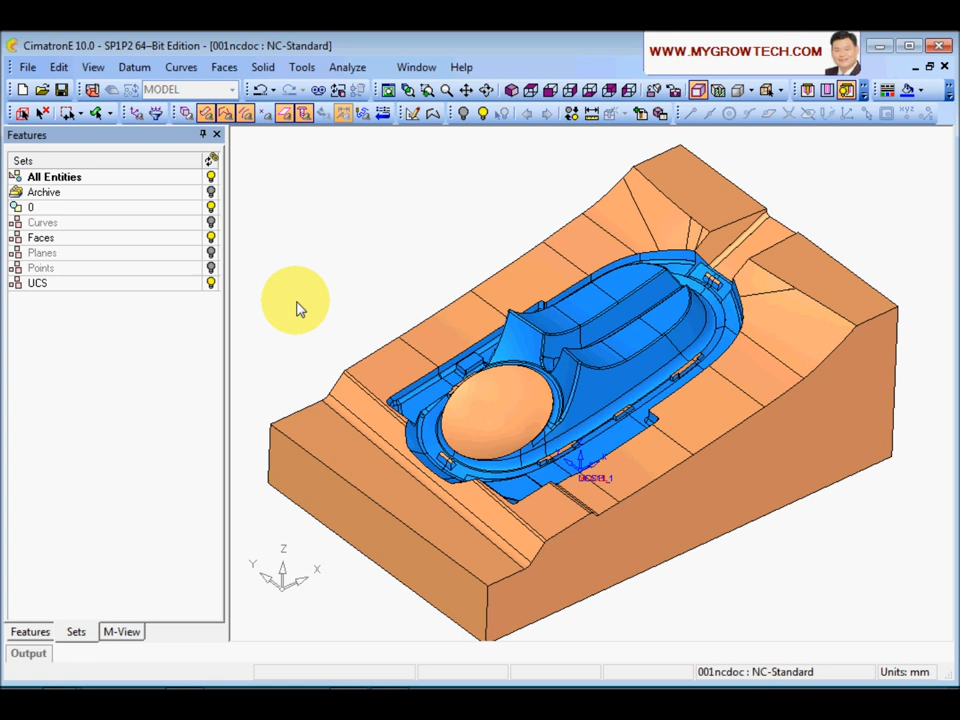 CimatronE 10.0 - SP1P2 64-Bit Edition - [001ncdoc : NC-Standard]
WWW.MYGROWTECH.COM
File Edit View Datum Curves Faces Solid Tools Analyze Window Help
MODEL
Features
Sets
All Entities
Archive
0
Curves
Faces
Planes
Points
UCS
Z
Y
X
Features Sets M-View
Output
001ncdoc : NC-Standard Units: mm